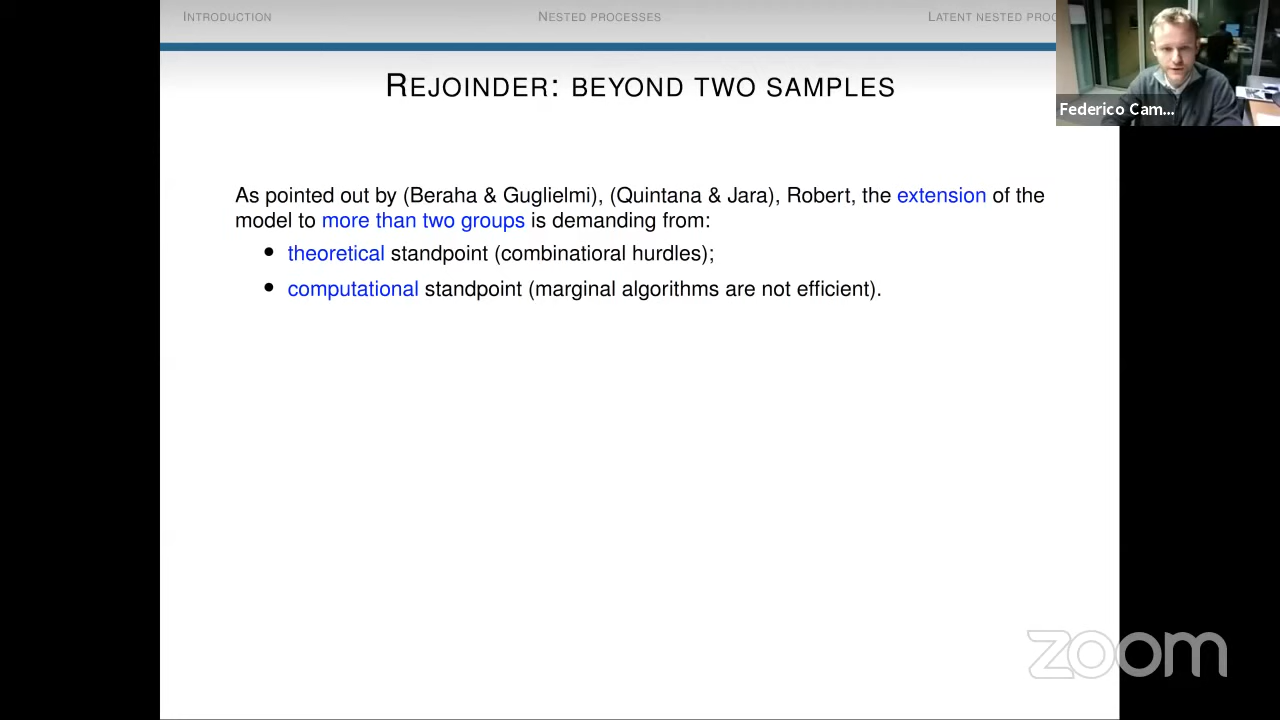 INTRODUCTION
NESTED PROCESSES
LATENT NESTED PROC
REJOINDER: BEYOND TWO SAMPLES
Federico Cam...
As pointed out by (Beraha & Guglielmi), (Quintana & Jara), Robert, the extension of the
model to more than two groups is demanding from:
theoretical standpoint (combinatioral hurdles);
computational standpoint (marginal algorithms are not efficient).
zoom